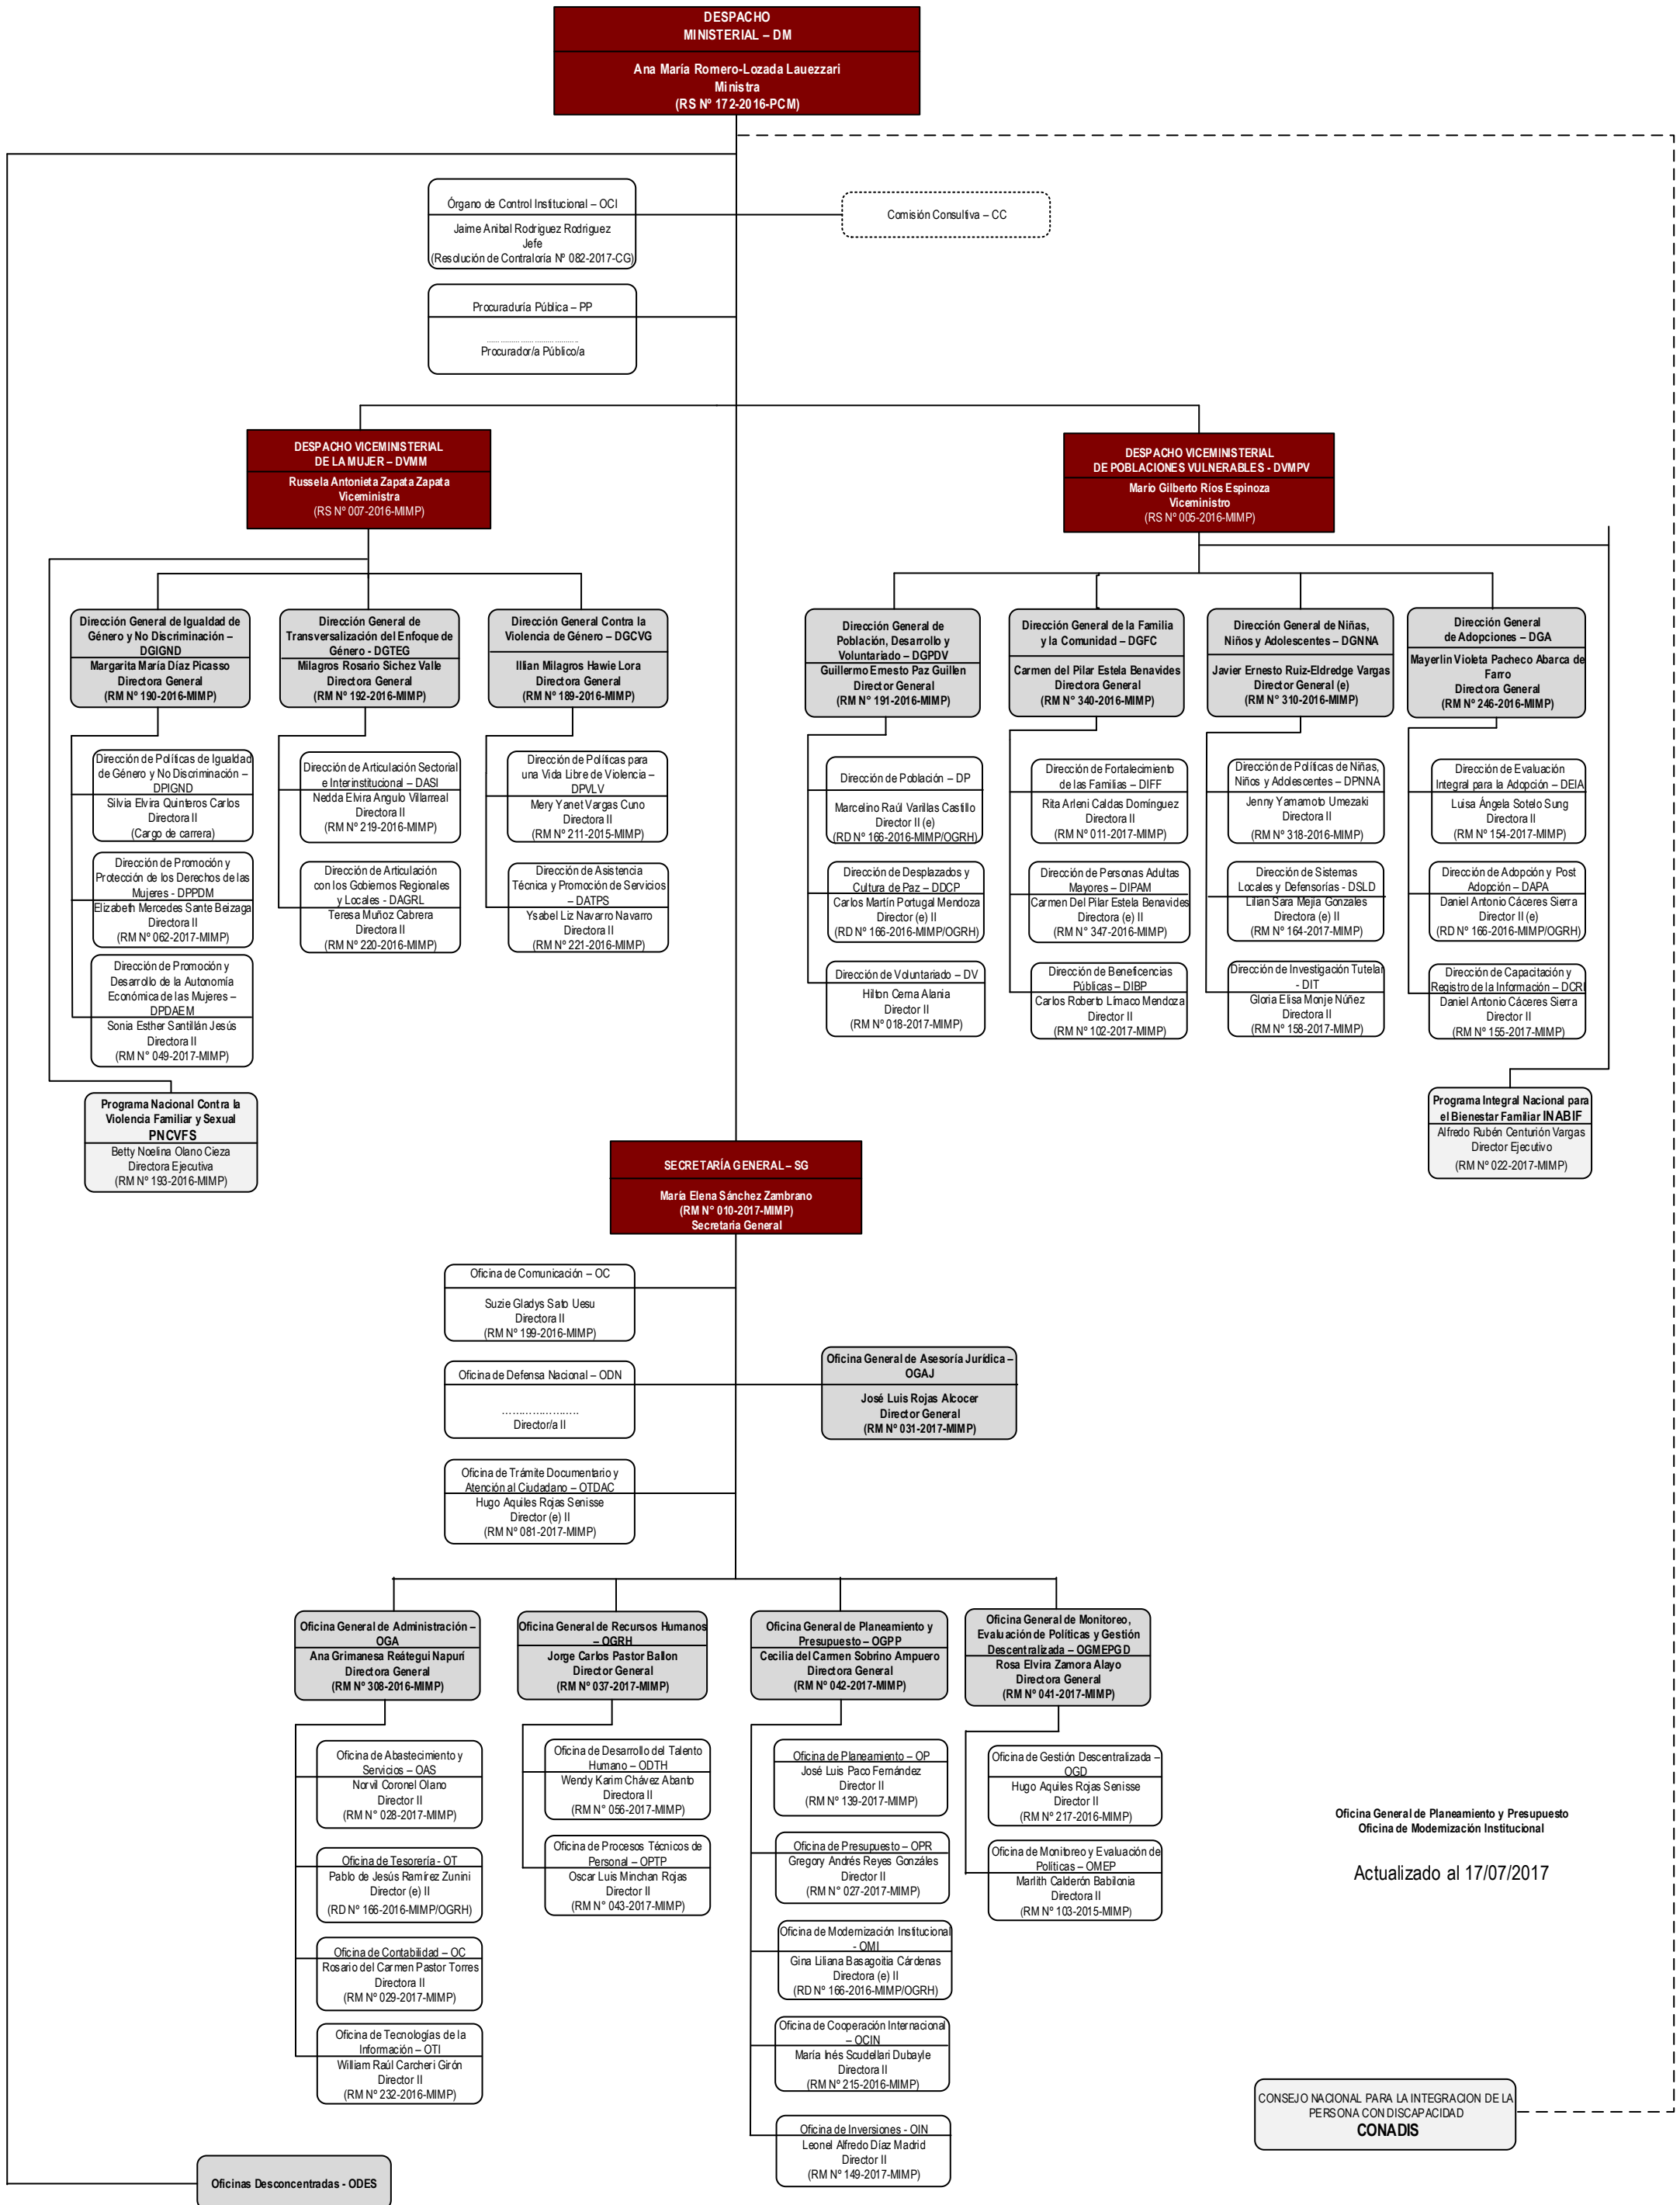 DESPACHO
MINISTERIAL – DM
Ana María Romero-Lozada Lauezzari
Ministra
(RS Nº 172-2016-PCM)
Órgano de Control Institucional – OCI
Jaime Anibal Rodriguez Rodriguez
Jefe
(Resolución de Contraloría Nº 082-2017-CG)
Comisión Consultiva – CC
Procuraduría Pública – PP
........................................
Procurador/a Público/a
DESPACHO VICEMINISTERIAL
DE LA MUJER – DVMM
Russela Antonieta Zapata Zapata
Viceministra
(RS Nº 007-2016-MIMP)
DESPACHO VICEMINISTERIAL
DE POBLACIONES VULNERABLES - DVMPV
Mario Gilberto Ríos Espinoza
Viceministro
(RS Nº 005-2016-MIMP)
Dirección General de Igualdad de
Género y No Discriminación –
DGIGND
Margarita María Díaz Picasso
Directora General
(RM Nº 190-2016-MIMP)
Dirección General de
Transversalización del Enfoque de
Género - DGTEG
Milagros Rosario Sichez Valle
Directora General
(RM Nº 192-2016-MIMP)
Dirección General Contra la
Violencia de Género – DGCVG
Illian Milagros Hawie Lora
Directora General
(RM Nº 189-2016-MIMP)
Dirección General de
Población, Desarrollo y
Voluntariado – DGPDV
Guillermo Ernesto Paz Guillen
Director General
(RM N° 191-2016-MIMP)
Dirección General de la Familia
y la Comunidad – DGFC
Carmen del Pilar Estela Benavides
Directora General
(RM N° 340-2016-MIMP)
Dirección General de Niñas,
Niños y Adolescentes – DGNNA
Javier Ernesto Ruiz-Eldredge Vargas
Director General (e)
(RM N° 310-2016-MIMP)
Dirección General
de Adopciones – DGA
Mayerlin Violeta Pacheco Abarca de
Farro
Directora General
(RM Nº 246-2016-MIMP)
Dirección de Políticas de Igualdad
de Género y No Discriminación –
DPIGND
Silvia Elvira Quinteros Carlos
Directora II
(Cargo de carrera)
Dirección de Promoción y
Protección de los Derechos de las
Mujeres - DPPDM
Elizabeth Mercedes Sante Beizaga
Directora II
(RM N° 062-2017-MIMP)
Dirección de Promoción y
Desarrollo de la Autonomía
Económica de las Mujeres –
DPDAEM
Sonia Esther Santillán Jesús
Directora II
(RM N° 049-2017-MIMP)
Dirección de Articulación Sectorial
e Interinstitucional – DASI
Nedda Elvira Angulo Villarreal
Directora II
(RM Nº 219-2016-MIMP)
Dirección de Articulación
con los Gobiernos Regionales
y Locales - DAGRL
Teresa Muñoz Cabrera
Directora II
(RM Nº 220-2016-MIMP)
Dirección de Políticas para
una Vida Libre de Violencia –
DPVLV
Mery Yanet Vargas Cuno
Directora II
(RM N° 211-2015-MIMP)
Dirección de Asistencia
Técnica y Promoción de Servicios
– DATPS
Ysabel Liz Navarro Navarro
Directora II
(RM Nº 221-2016-MIMP)
Dirección de Población – DP
Marcelino Raúl Varillas Castillo
Director II (e)
(RD N° 166-2016-MIMP/OGRH)
Dirección de Desplazados y
Cultura de Paz – DDCP
Carlos Martín Portugal Mendoza
Director (e) II
(RD Nº 166-2016-MIMP/OGRH)
Dirección de Voluntariado – DV
Hilton Cerna Alania
Director II
(RM N° 018-2017-MIMP)
Dirección de Fortalecimiento
de las Familias – DIFF
Rita Arleni Caldas Domínguez
Directora II
(RM N° 011-2017-MIMP)
Dirección de Personas Adultas
Mayores – DIPAM
Carmen Del Pilar Estela Benavides
Directora (e) II
(RM N° 347-2016-MIMP)
Dirección de Beneficencias
Públicas – DIBP
Carlos Roberto Límaco Mendoza
Director II
(RM N° 102-2017-MIMP)
Dirección de Políticas de Niñas,
Niños y Adolescentes – DPNNA
Jenny Yamamoto Umezaki
Directora II
(RM Nº 318-2016-MIMP)
Dirección de Sistemas
Locales y Defensorías - DSLD
Lilian Sara Mejía Gonzales
Directora (e) II
(RM N° 164-2017-MIMP)
Dirección de Investigación Tutelar
- DIT
Gloria Elisa Monje Núñez
Directora II
(RM N° 158-2017-MIMP)
Dirección de Evaluación
Integral para la Adopción – DEIA
Luisa Ángela Sotelo Sung
Directora II
(RM N° 154-2017-MIMP)
Dirección de Adopción y Post
Adopción – DAPA
Daniel Antonio Cáceres Sierra
Director II (e)
(RD Nº 166-2016-MIMP/OGRH)
Dirección de Capacitación y
Registro de la Información – DCRI
Daniel Antonio Cáceres Sierra
Director II
(RM N° 155-2017-MIMP)
Programa Nacional Contra la
Violencia Familiar y Sexual
PNCVFS
Betty Noelina Olano Cieza
Directora Ejecutiva
(RM Nº 193-2016-MIMP)
Programa Integral Nacional para
el Bienestar Familiar INABIF
Alfredo Rubén Centurión Vargas
Director Ejecutivo
(RM Nº 022-2017-MIMP)
SECRETARÍA GENERAL – SG
María Elena Sánchez Zambrano
(RM N° 010-2017-MIMP)
Secretaria General
Oficina de Comunicación – OC
Suzie Gladys Sato Uesu
Directora II
(RM Nº 199-2016-MIMP)
Oficina de Defensa Nacional – ODN
........................
Director/a II
Oficina General de Asesoría Jurídica –
OGAJ
José Luis Rojas Alcocer
Director General
(RM Nº 031-2017-MIMP)
Oficina de Trámite Documentario y
Atención al Ciudadano – OTDAC
Hugo Aquiles Rojas Senisse
Director (e) II
(RM N° 081-2017-MIMP)
Oficina General de Administración –
OGA
Ana Grimanesa Reátegui Napurí
Directora General
(RM Nº 308-2016-MIMP)
Oficina General de Recursos Humanos
– OGRH
Jorge Carlos Pastor Ballon
Director General
(RM N° 037-2017-MIMP)
Oficina General de Planeamiento y
Presupuesto – OGPP
Cecilia del Carmen Sobrino Ampuero
Directora General
(RM Nº 042-2017-MIMP)
Oficina General de Monitoreo,
Evaluación de Políticas y Gestión
Descentralizada – OGMEPGD
Rosa Elvira Zamora Alayo
Directora General
(RM Nº 041-2017-MIMP)
Oficina de Abastecimiento y
Servicios – OAS
Norvil Coronel Olano
Director II
(RM N° 028-2017-MIMP)
Oficina de Tesorería - OT
Pablo de Jesús Ramírez Zunini
Director (e) II
(RD Nº 166-2016-MIMP/OGRH)
Oficina de Contabilidad – OC
Rosario del Carmen Pastor Torres
Directora II
(RM Nº 029-2017-MIMP)
Oficina de Tecnologías de la
Información – OTI
William Raúl Carcheri Girón
Director II
(RM Nº 232-2016-MIMP)
Oficina de Desarrollo del Talento
Humano – ODTH
Wendy Karim Chávez Abanto
Directora II
(RM N° 056-2017-MIMP)
Oficina de Procesos Técnicos de
Personal – OPTP
Oscar Luis Minchan Rojas
Director II
(RM N° 043-2017-MIMP)
Oficina de Planeamiento – OP
José Luis Paco Fernández
Director II
(RM N° 139-2017-MIMP)
Oficina de Presupuesto – OPR
Gregory Andrés Reyes Gonzáles
Director II
(RM N° 027-2017-MIMP)
Oficina de Modernización Institucional
- OMI
Gina Liliana Basagoitia Cárdenas
Directora (e) II
(RD Nº 166-2016-MIMP/OGRH)
Oficina de Cooperación Internacional
– OCIN
María Inés Scudellari Dubayle
Directora II
(RM Nº 215-2016-MIMP)
Oficina de Inversiones - OIN
Leonel Alfredo Díaz Madrid
Director II
(RM Nº 149-2017-MIMP)
Oficina de Gestión Descentralizada –
OGD
Hugo Aquiles Rojas Senisse
Director II
(RM N° 217-2016-MIMP)
Oficina de Monitoreo y Evaluación de
Políticas – OMEP
Marlith Calderón Babilonia
Directora II
(RM N° 103-2015-MIMP)
Oficina General de Planeamiento y Presupuesto
Oficina de Modernización Institucional
Actualizado al 17/07/2017
CONSEJO NACIONAL PARA LA INTEGRACION DE LA
PERSONA CON DISCAPACIDAD
CONADIS
Oficinas Desconcentradas - ODES